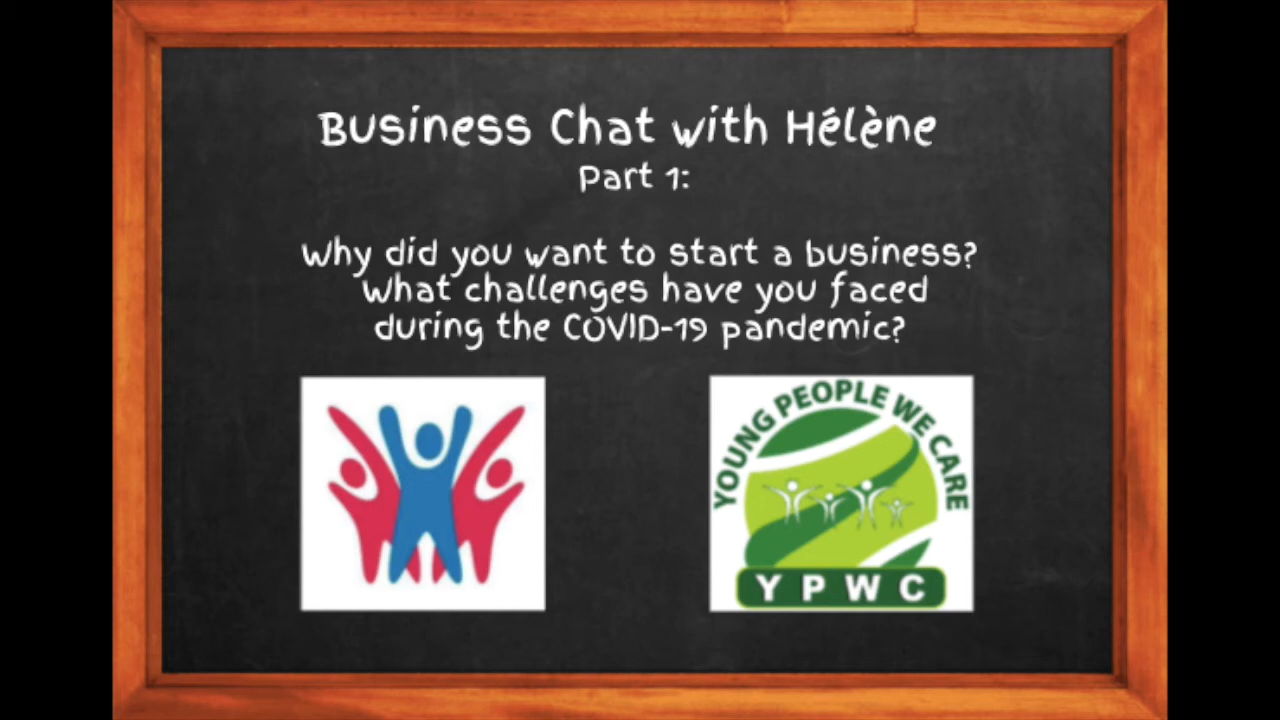 Business Chat with Hélène
Part 1:
Why did you want to start a business?
What challenges have you faced
during the COVID-19 pandemic?
YOUNG PEOPLE WE CARE
YPWC